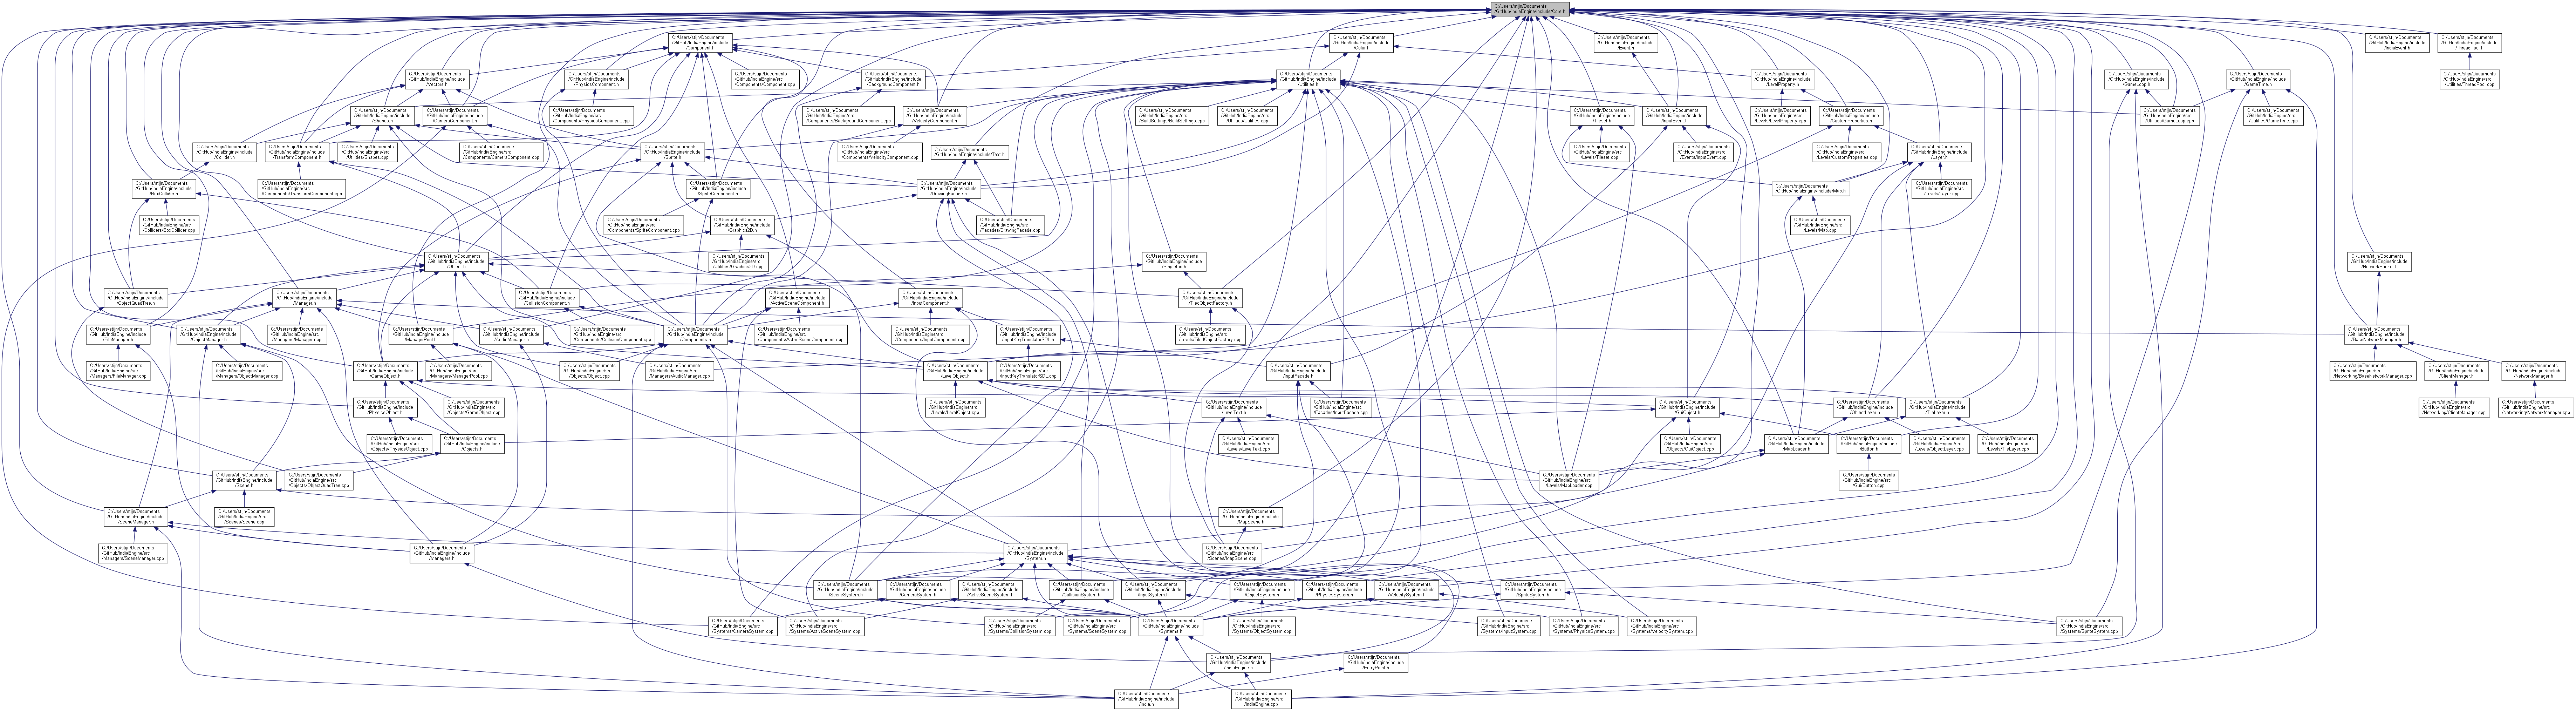 C:/Users/stijn/Documents
/GitHub/IndiaEngine/include/Core.h
C:/Users/stijn/Documents
/GitHub/IndiaEngine/include
/Component.h
C:/Users/stijn/Documents
/GitHub/IndiaEngine/include
/Color.h
C:/Users/stijn/Documents
/GitHub/IndiaEngine/include
/Event.h
C:/Users/stijn/Documents
/GitHub/IndiaEngine/include
/IndiaEvent.h
C:/Users/stijn/Documents
/GitHub/IndiaEngine/include
/ThreadPool.h
C:/Users/stijn/Documents
/GitHub/IndiaEngine/include
/Vectors.h
C:/Users/stijn/Documents
/GitHub/IndiaEngine/include
/PhysicsComponent.h
C:/Users/stijn/Documents
/GitHub/IndiaEngine/src
/Components/Component.cpp
C:/Users/stijn/Documents
/GitHub/IndiaEngine/include
/BackgroundComponent.h
C:/Users/stijn/Documents
/GitHub/IndiaEngine/include
/Utilities.h
C:/Users/stijn/Documents
/GitHub/IndiaEngine/include
/LevelProperty.h
C:/Users/stijn/Documents
/GitHub/IndiaEngine/include
/GameLoop.h
C:/Users/stijn/Documents
/GitHub/IndiaEngine/include
/GameTime.h
C:/Users/stijn/Documents
/GitHub/IndiaEngine/src
/Utilities/ThreadPool.cpp
C:/Users/stijn/Documents
/GitHub/IndiaEngine/include
/Shapes.h
C:/Users/stijn/Documents
/GitHub/IndiaEngine/include
/CameraComponent.h
C:/Users/stijn/Documents
/GitHub/IndiaEngine/src
/Components/PhysicsComponent.cpp
C:/Users/stijn/Documents
/GitHub/IndiaEngine/src
/Components/BackgroundComponent.cpp
C:/Users/stijn/Documents
/GitHub/IndiaEngine/include
/VelocityComponent.h
C:/Users/stijn/Documents
/GitHub/IndiaEngine/src
/BuildSettings/BuildSettings.cpp
C:/Users/stijn/Documents
/GitHub/IndiaEngine/src
/Utilities/Utilities.cpp
C:/Users/stijn/Documents
/GitHub/IndiaEngine/include
/Tileset.h
C:/Users/stijn/Documents
/GitHub/IndiaEngine/include
/InputEvent.h
C:/Users/stijn/Documents
/GitHub/IndiaEngine/src
/Levels/LevelProperty.cpp
C:/Users/stijn/Documents
/GitHub/IndiaEngine/include
/CustomProperties.h
C:/Users/stijn/Documents
/GitHub/IndiaEngine/src
/Utilities/GameLoop.cpp
C:/Users/stijn/Documents
/GitHub/IndiaEngine/src
/Utilities/GameTime.cpp
C:/Users/stijn/Documents
/GitHub/IndiaEngine/include
/Collider.h
C:/Users/stijn/Documents
/GitHub/IndiaEngine/include
/TransformComponent.h
C:/Users/stijn/Documents
/GitHub/IndiaEngine/src
/Utilities/Shapes.cpp
C:/Users/stijn/Documents
/GitHub/IndiaEngine/src
/Components/CameraComponent.cpp
C:/Users/stijn/Documents
/GitHub/IndiaEngine/include
/Sprite.h
C:/Users/stijn/Documents
/GitHub/IndiaEngine/src
/Components/VelocityComponent.cpp
C:/Users/stijn/Documents
/GitHub/IndiaEngine/include/Text.h
C:/Users/stijn/Documents
/GitHub/IndiaEngine/src
/Levels/Tileset.cpp
C:/Users/stijn/Documents
/GitHub/IndiaEngine/src
/Events/InputEvent.cpp
C:/Users/stijn/Documents
/GitHub/IndiaEngine/src
/Levels/CustomProperties.cpp
C:/Users/stijn/Documents
/GitHub/IndiaEngine/include
/Layer.h
C:/Users/stijn/Documents
/GitHub/IndiaEngine/include
/BoxCollider.h
C:/Users/stijn/Documents
/GitHub/IndiaEngine/src
/Components/TransformComponent.cpp
C:/Users/stijn/Documents
/GitHub/IndiaEngine/include
/SpriteComponent.h
C:/Users/stijn/Documents
/GitHub/IndiaEngine/include
/DrawingFacade.h
C:/Users/stijn/Documents
/GitHub/IndiaEngine/include/Map.h
C:/Users/stijn/Documents
/GitHub/IndiaEngine/src
/Levels/Layer.cpp
C:/Users/stijn/Documents
/GitHub/IndiaEngine/src
/Colliders/BoxCollider.cpp
C:/Users/stijn/Documents
/GitHub/IndiaEngine/src
/Components/SpriteComponent.cpp
C:/Users/stijn/Documents
/GitHub/IndiaEngine/include
/Graphics2D.h
C:/Users/stijn/Documents
/GitHub/IndiaEngine/src
/Facades/DrawingFacade.cpp
C:/Users/stijn/Documents
/GitHub/IndiaEngine/src
/Levels/Map.cpp
C:/Users/stijn/Documents
/GitHub/IndiaEngine/include
/Object.h
C:/Users/stijn/Documents
/GitHub/IndiaEngine/src
/Utilities/Graphics2D.cpp
C:/Users/stijn/Documents
/GitHub/IndiaEngine/include
/Singleton.h
C:/Users/stijn/Documents
/GitHub/IndiaEngine/include
/NetworkPacket.h
C:/Users/stijn/Documents
/GitHub/IndiaEngine/include
/ObjectQuadTree.h
C:/Users/stijn/Documents
/GitHub/IndiaEngine/include
/Manager.h
C:/Users/stijn/Documents
/GitHub/IndiaEngine/include
/CollisionComponent.h
C:/Users/stijn/Documents
/GitHub/IndiaEngine/include
/ActiveSceneComponent.h
C:/Users/stijn/Documents
/GitHub/IndiaEngine/include
/InputComponent.h
C:/Users/stijn/Documents
/GitHub/IndiaEngine/include
/TiledObjectFactory.h
C:/Users/stijn/Documents
/GitHub/IndiaEngine/include
/FileManager.h
C:/Users/stijn/Documents
/GitHub/IndiaEngine/include
/ObjectManager.h
C:/Users/stijn/Documents
/GitHub/IndiaEngine/src
/Managers/Manager.cpp
C:/Users/stijn/Documents
/GitHub/IndiaEngine/include
/ManagerPool.h
C:/Users/stijn/Documents
/GitHub/IndiaEngine/include
/AudioManager.h
C:/Users/stijn/Documents
/GitHub/IndiaEngine/src
/Components/CollisionComponent.cpp
C:/Users/stijn/Documents
/GitHub/IndiaEngine/include
/Components.h
C:/Users/stijn/Documents
/GitHub/IndiaEngine/src
/Components/ActiveSceneComponent.cpp
C:/Users/stijn/Documents
/GitHub/IndiaEngine/src
/Components/InputComponent.cpp
C:/Users/stijn/Documents
/GitHub/IndiaEngine/include
/InputKeyTranslatorSDL.h
C:/Users/stijn/Documents
/GitHub/IndiaEngine/src
/Levels/TiledObjectFactory.cpp
C:/Users/stijn/Documents
/GitHub/IndiaEngine/include
/BaseNetworkManager.h
C:/Users/stijn/Documents
/GitHub/IndiaEngine/src
/Managers/FileManager.cpp
C:/Users/stijn/Documents
/GitHub/IndiaEngine/src
/Managers/ObjectManager.cpp
C:/Users/stijn/Documents
/GitHub/IndiaEngine/include
/GameObject.h
C:/Users/stijn/Documents
/GitHub/IndiaEngine/src
/Managers/ManagerPool.cpp
C:/Users/stijn/Documents
/GitHub/IndiaEngine/src
/Objects/Object.cpp
C:/Users/stijn/Documents
/GitHub/IndiaEngine/src
/Managers/AudioManager.cpp
C:/Users/stijn/Documents
/GitHub/IndiaEngine/include
/LevelObject.h
C:/Users/stijn/Documents
/GitHub/IndiaEngine/src
/InputKeyTranslatorSDL.cpp
C:/Users/stijn/Documents
/GitHub/IndiaEngine/include
/InputFacade.h
C:/Users/stijn/Documents
/GitHub/IndiaEngine/src
/Networking/BaseNetworkManager.cpp
C:/Users/stijn/Documents
/GitHub/IndiaEngine/include
/ClientManager.h
C:/Users/stijn/Documents
/GitHub/IndiaEngine/include
/NetworkManager.h
C:/Users/stijn/Documents
/GitHub/IndiaEngine/include
/PhysicsObject.h
C:/Users/stijn/Documents
/GitHub/IndiaEngine/src
/Objects/GameObject.cpp
C:/Users/stijn/Documents
/GitHub/IndiaEngine/src
/Levels/LevelObject.cpp
C:/Users/stijn/Documents
/GitHub/IndiaEngine/include
/LevelText.h
C:/Users/stijn/Documents
/GitHub/IndiaEngine/src
/Facades/InputFacade.cpp
C:/Users/stijn/Documents
/GitHub/IndiaEngine/include
/GuiObject.h
C:/Users/stijn/Documents
/GitHub/IndiaEngine/include
/ObjectLayer.h
C:/Users/stijn/Documents
/GitHub/IndiaEngine/include
/TileLayer.h
C:/Users/stijn/Documents
/GitHub/IndiaEngine/src
/Networking/ClientManager.cpp
C:/Users/stijn/Documents
/GitHub/IndiaEngine/src
/Networking/NetworkManager.cpp
C:/Users/stijn/Documents
/GitHub/IndiaEngine/src
/Objects/PhysicsObject.cpp
C:/Users/stijn/Documents
/GitHub/IndiaEngine/include
/Objects.h
C:/Users/stijn/Documents
/GitHub/IndiaEngine/src
/Levels/LevelText.cpp
C:/Users/stijn/Documents
/GitHub/IndiaEngine/src
/Objects/GuiObject.cpp
C:/Users/stijn/Documents
/GitHub/IndiaEngine/include
/MapLoader.h
C:/Users/stijn/Documents
/GitHub/IndiaEngine/include
/Button.h
C:/Users/stijn/Documents
/GitHub/IndiaEngine/src
/Levels/ObjectLayer.cpp
C:/Users/stijn/Documents
/GitHub/IndiaEngine/src
/Levels/TileLayer.cpp
C:/Users/stijn/Documents
/GitHub/IndiaEngine/include
/Scene.h
C:/Users/stijn/Documents
/GitHub/IndiaEngine/src
/Objects/ObjectQuadTree.cpp
C:/Users/stijn/Documents
/GitHub/IndiaEngine/src
/Levels/MapLoader.cpp
C:/Users/stijn/Documents
/GitHub/IndiaEngine/src
/Gui/Button.cpp
C:/Users/stijn/Documents
/GitHub/IndiaEngine/include
/SceneManager.h
C:/Users/stijn/Documents
/GitHub/IndiaEngine/src
/Scenes/Scene.cpp
C:/Users/stijn/Documents
/GitHub/IndiaEngine/include
/MapScene.h
C:/Users/stijn/Documents
/GitHub/IndiaEngine/src
/Managers/SceneManager.cpp
C:/Users/stijn/Documents
/GitHub/IndiaEngine/include
/Managers.h
C:/Users/stijn/Documents
/GitHub/IndiaEngine/include
/System.h
C:/Users/stijn/Documents
/GitHub/IndiaEngine/src
/Scenes/MapScene.cpp
C:/Users/stijn/Documents
/GitHub/IndiaEngine/include
/SceneSystem.h
C:/Users/stijn/Documents
/GitHub/IndiaEngine/include
/CameraSystem.h
C:/Users/stijn/Documents
/GitHub/IndiaEngine/include
/ActiveSceneSystem.h
C:/Users/stijn/Documents
/GitHub/IndiaEngine/include
/CollisionSystem.h
C:/Users/stijn/Documents
/GitHub/IndiaEngine/include
/InputSystem.h
C:/Users/stijn/Documents
/GitHub/IndiaEngine/include
/ObjectSystem.h
C:/Users/stijn/Documents
/GitHub/IndiaEngine/include
/PhysicsSystem.h
C:/Users/stijn/Documents
/GitHub/IndiaEngine/include
/VelocitySystem.h
C:/Users/stijn/Documents
/GitHub/IndiaEngine/include
/SpriteSystem.h
C:/Users/stijn/Documents
/GitHub/IndiaEngine/src
/Systems/CameraSystem.cpp
C:/Users/stijn/Documents
/GitHub/IndiaEngine/src
/Systems/ActiveSceneSystem.cpp
C:/Users/stijn/Documents
/GitHub/IndiaEngine/src
/Systems/CollisionSystem.cpp
C:/Users/stijn/Documents
/GitHub/IndiaEngine/src
/Systems/SceneSystem.cpp
C:/Users/stijn/Documents
/GitHub/IndiaEngine/include
/Systems.h
C:/Users/stijn/Documents
/GitHub/IndiaEngine/src
/Systems/ObjectSystem.cpp
C:/Users/stijn/Documents
/GitHub/IndiaEngine/src
/Systems/InputSystem.cpp
C:/Users/stijn/Documents
/GitHub/IndiaEngine/src
/Systems/PhysicsSystem.cpp
C:/Users/stijn/Documents
/GitHub/IndiaEngine/src
/Systems/VelocitySystem.cpp
C:/Users/stijn/Documents
/GitHub/IndiaEngine/src
/Systems/SpriteSystem.cpp
C:/Users/stijn/Documents
/GitHub/IndiaEngine/include
/IndiaEngine.h
C:/Users/stijn/Documents
/GitHub/IndiaEngine/include
/EntryPoint.h
C:/Users/stijn/Documents
/GitHub/IndiaEngine/include
/India.h
C:/Users/stijn/Documents
/GitHub/IndiaEngine/src
/IndiaEngine.cpp